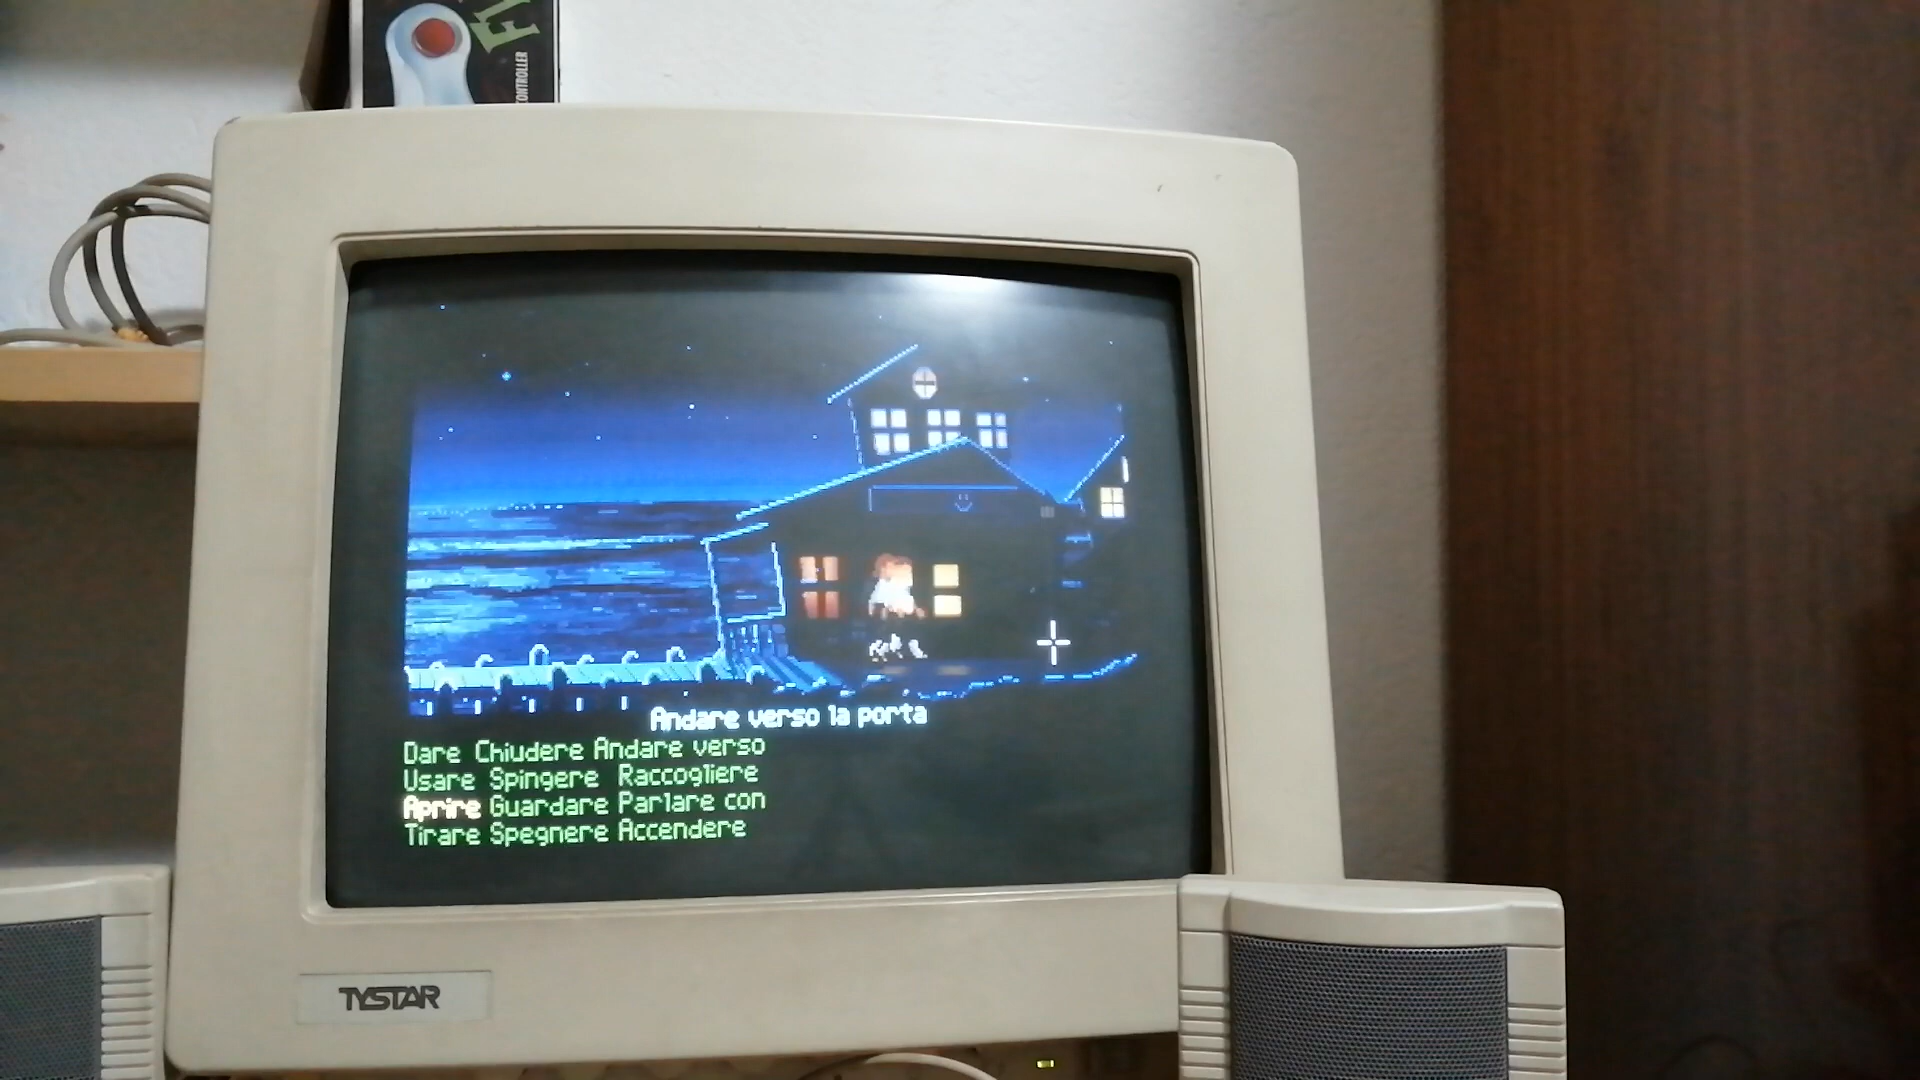 CONTROLLER
Andare verso la porta
Dare Chiudere Andare verso
Usare Spingere Raccogliere
Aprire Guardare Parlare con
Tirare Spegnere Accendere
TYSTAR